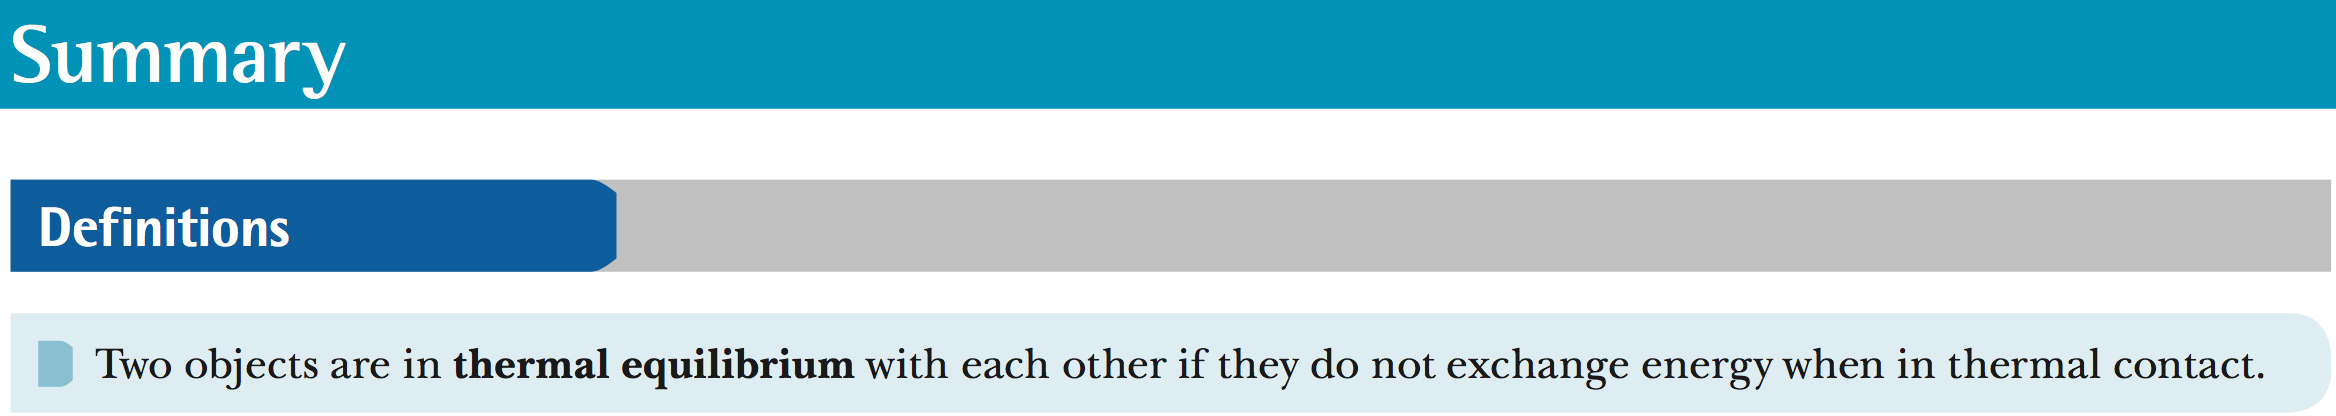 Summary
Definitions
Two objects are in thermal equilibrium with each other if they do not exchange energy when in thermal contact.